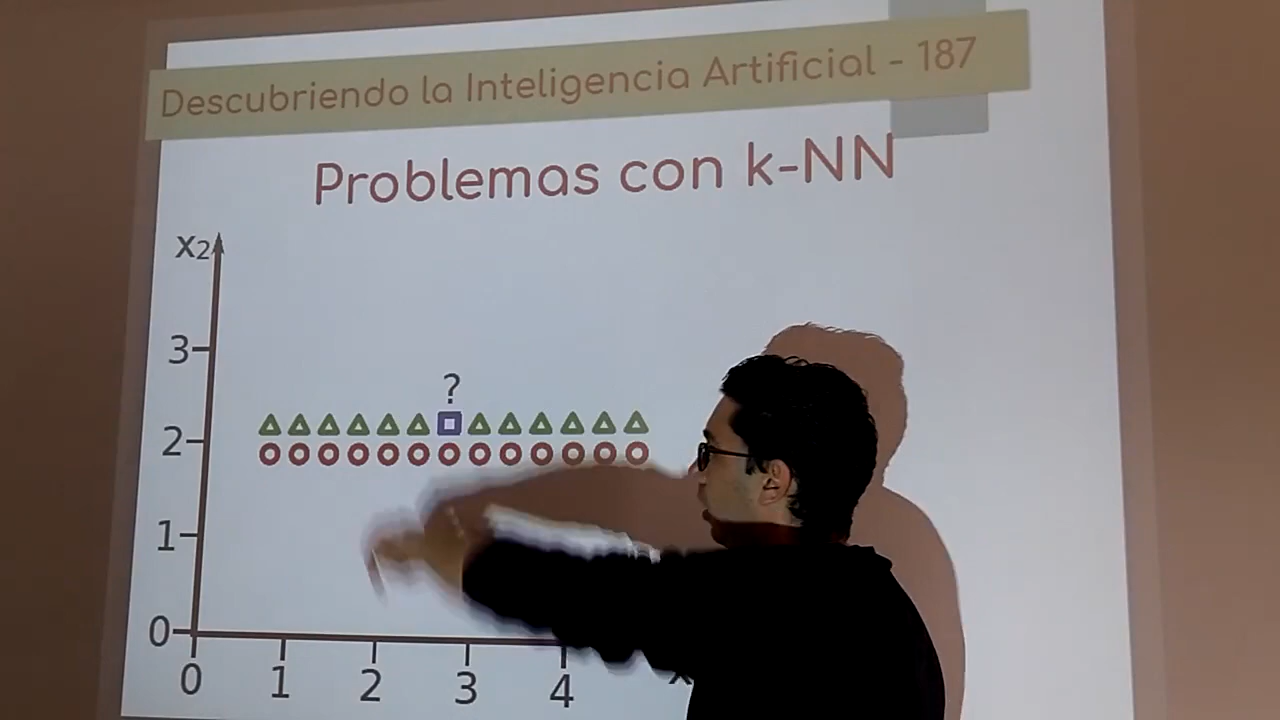 Descubriendo la Inteligencia Artificial - 187
Problemas con k-NN
x2
3
?
2
1
0
0 1 2 3 4
x